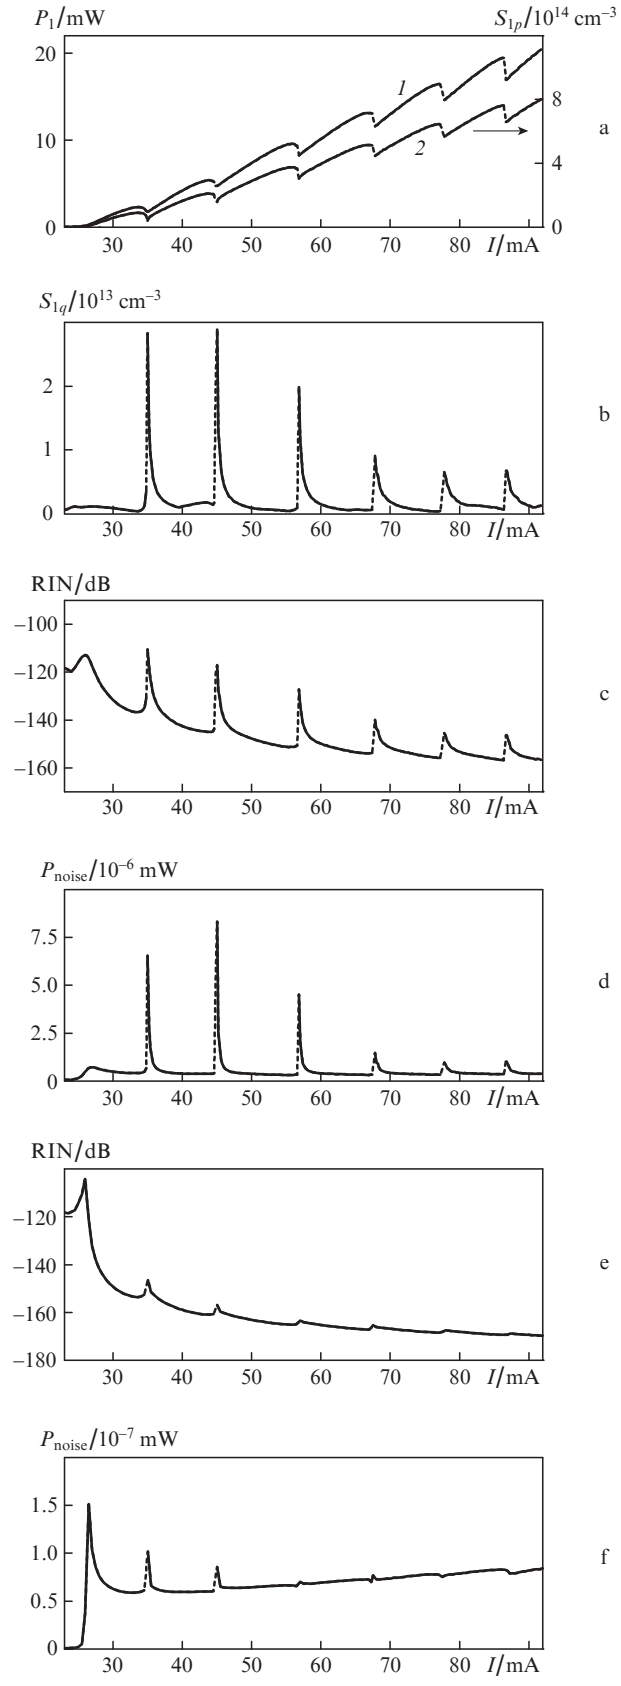 P₁/mW S₁ₚ/10¹⁴ cm⁻³
20
1
8
10 a
2
4
0 0
30 40 50 60 70 80 I/mA
S₁q/10¹³ cm⁻³
2
b
1
0
30 40 50 60 70 80 I/mA
RIN/dB
–100
–120
c
–140
–160
30 40 50 60 70 80 I/mA
Pnoise/10⁻⁶ mW
7.5
5.0 d
2.5
0
30 40 50 60 70 80 I/mA
RIN/dB
–120
–140 e
–160
–180
30 40 50 60 70 80 I/mA
Pnoise/10⁻⁷ mW
1.5
1.0 f
0.5
0
30 40 50 60 70 80 I/mA